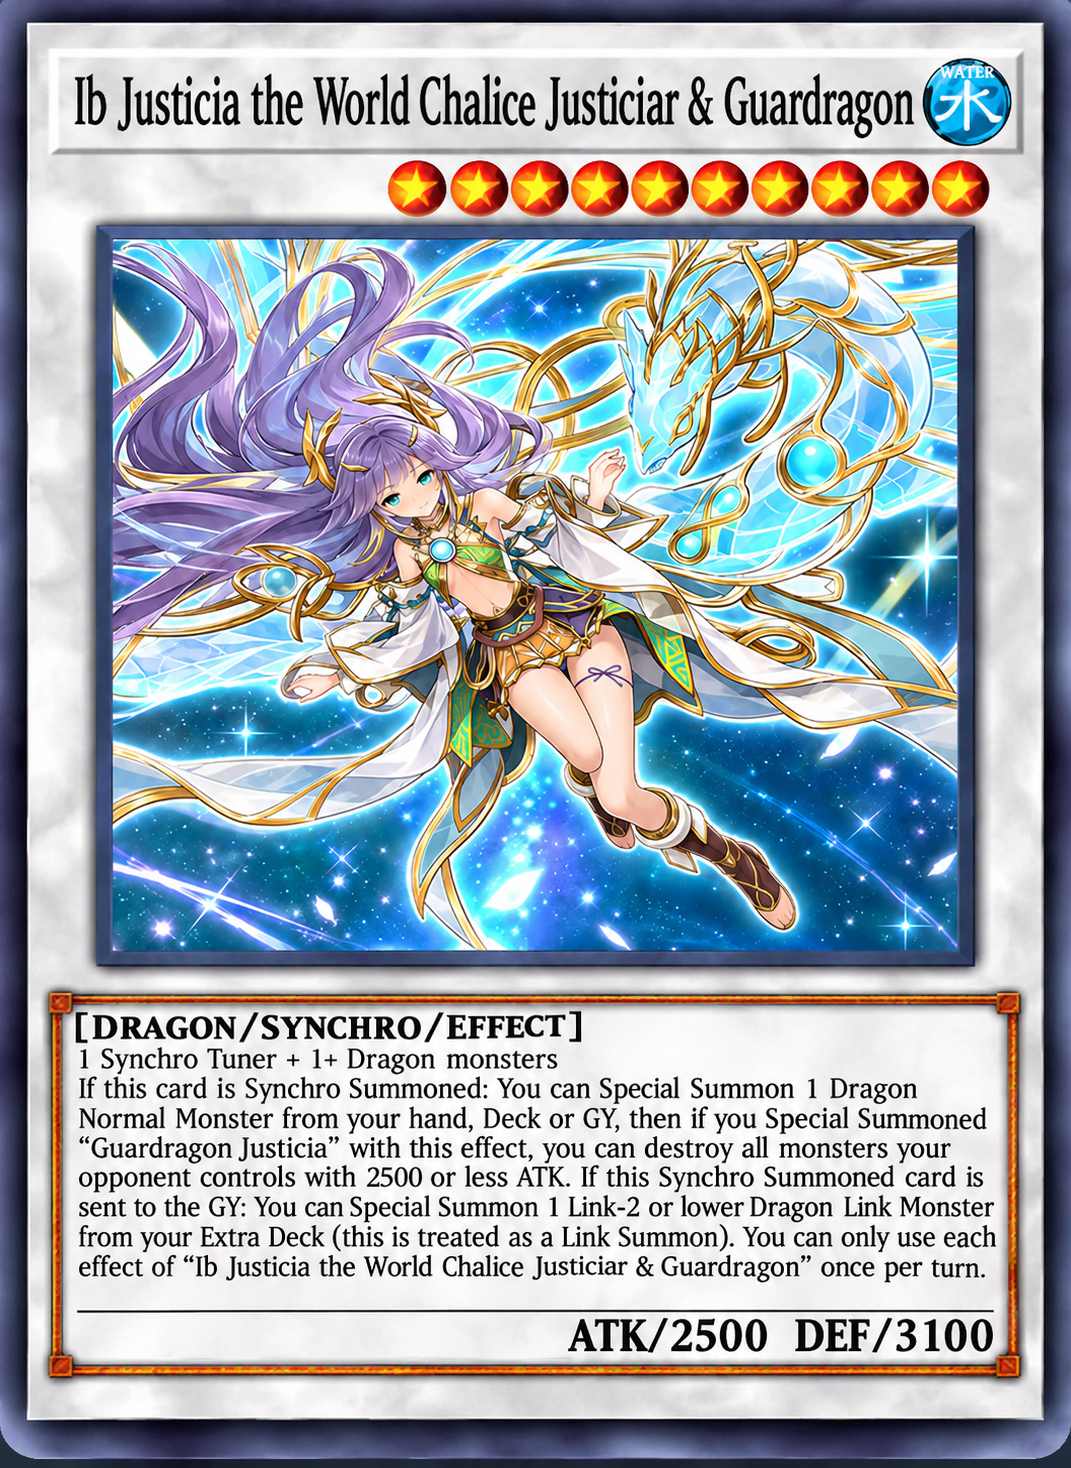 Ib Justicia the World Chalice Justiciar & Guardragon
WATER
水
[DRAGON/SYNCHRO/EFFECT]
1 Synchro Tuner + 1+ Dragon monsters
If this card is Synchro Summoned: You can Special Summon 1 Dragon
Normal Monster from your hand, Deck or GY, then if you Special Summoned
“Guardragon Justicia” with this effect, you can destroy all monsters your
opponent controls with 2500 or less ATK. If this Synchro Summoned card is
sent to the GY: You can Special Summon 1 Link-2 or lower Dragon Link Monster
from your Extra Deck (this is treated as a Link Summon). You can only use each
effect of “Ib Justicia the World Chalice Justiciar & Guardragon” once per turn.
ATK/2500 DEF/3100